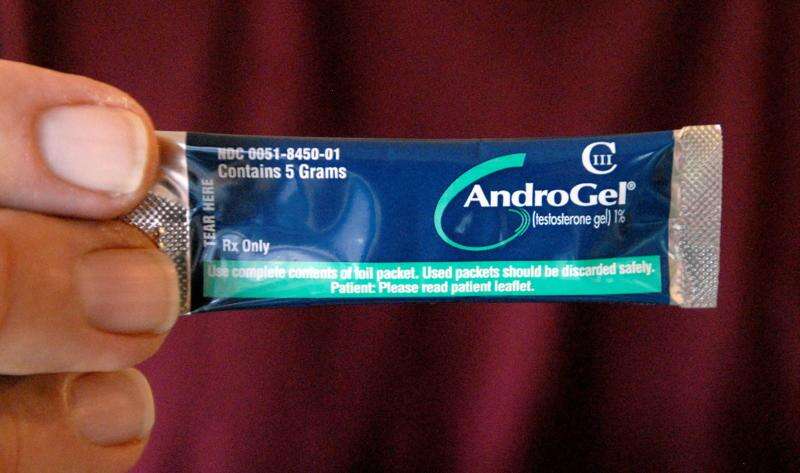 NDC 0051-8450-01
Contains 5 Grams
TEAR HERE
CIII
AndroGel®
(testosterone gel) 1%
Rx Only
Use complete contents of foil packet. Used packets should be discarded safely.
Patient: Please read patient leaflet.